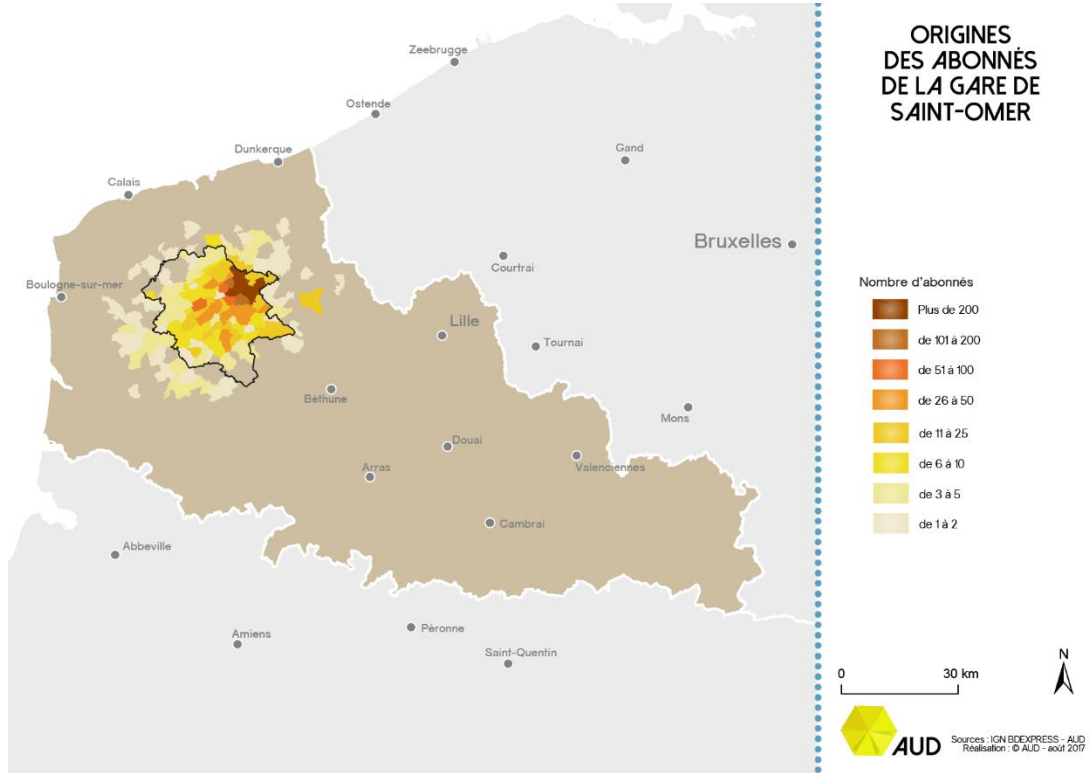 ORIGINES
DES ABONNÉS
DE LA GARE DE
SAINT-OMER
Zeebrugge
Ostende
Dunkerque
Gand
Calais
Bruxelles
Courtrai
Boulogne-sur-mer
Lille
Tournai
Béthune
Mons
Douai
Arras
Valenciennes
Cambrai
Abbeville
Péronne
Amiens
Saint-Quentin
Nombre d'abonnés
Plus de 200
de 101 à 200
de 51 à 100
de 26 à 50
de 11 à 25
de 6 à 10
de 3 à 5
de 1 à 2
0 30 km
N
AUD
Sources : IGN BDEXPRESS - AUD
Réalisation : © AUD - août 2017